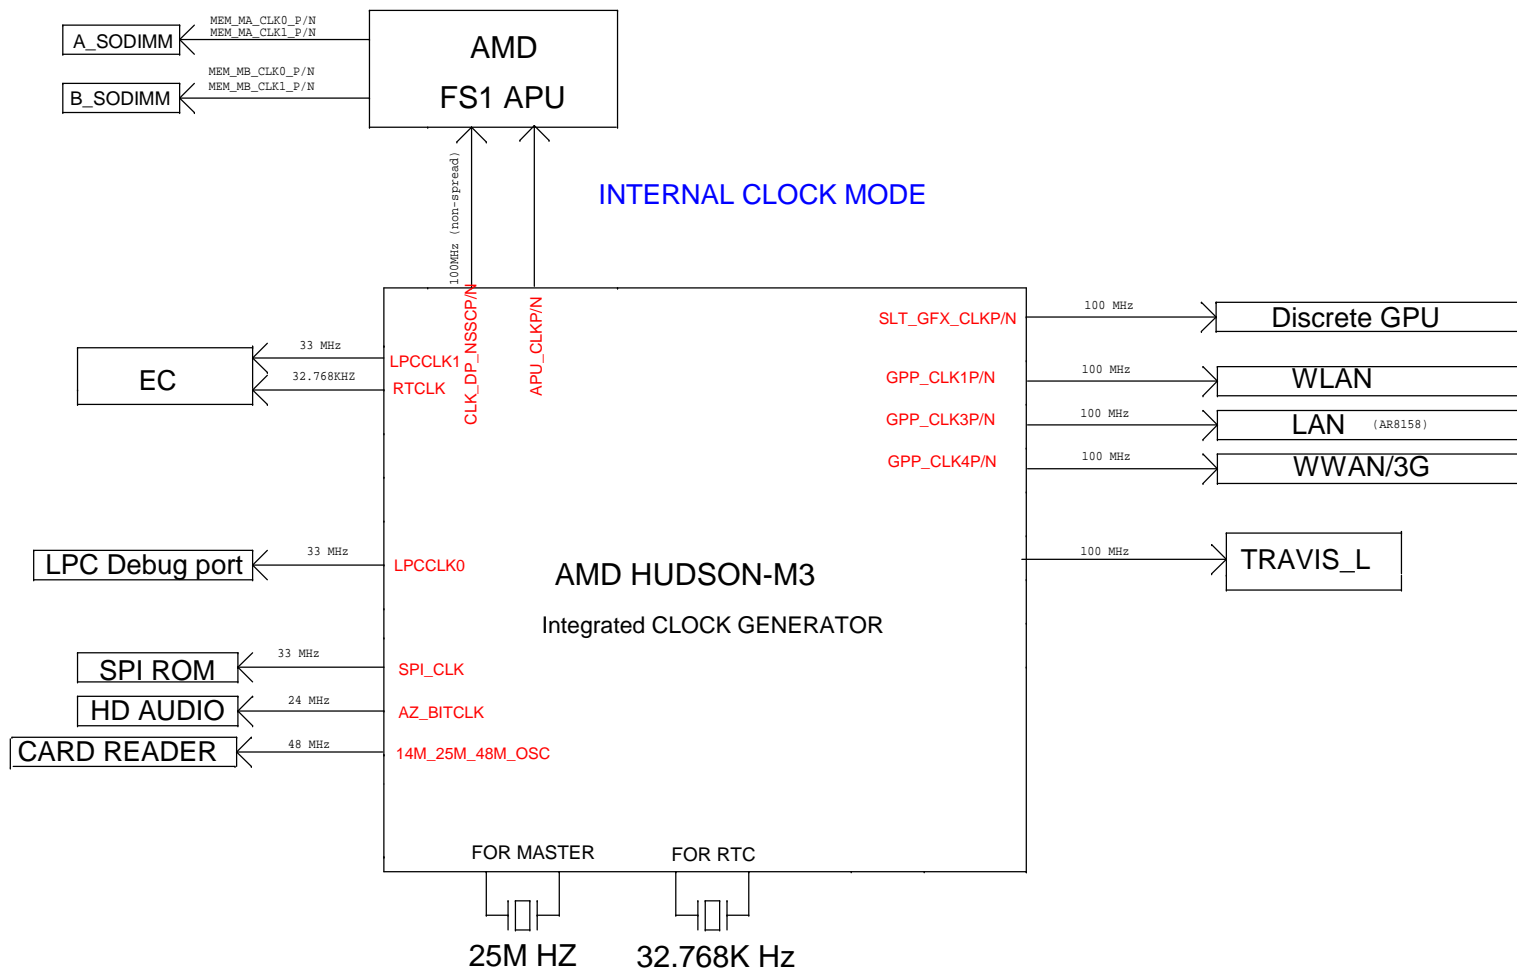 MEM_MA_CLK0_P/N
MEM_MA_CLK1_P/N
A_SODIMM
AMD
FS1 APU
MEM_MB_CLK0_P/N
MEM_MB_CLK1_P/N
B_SODIMM
100MHz (non-spread)
INTERNAL CLOCK MODE
CLK_DP_NSSCP/N
APU_CLKP/N
SLT_GFX_CLKP/N
100 MHz
Discrete GPU
33 MHz
LPCCLK1
EC
32.768KHZ
RTCLK
GPP_CLK1P/N
100 MHz
WLAN
GPP_CLK3P/N
100 MHz
LAN (AR8158)
GPP_CLK4P/N
100 MHz
WWAN/3G
LPC Debug port
33 MHz
LPCCLK0
AMD HUDSON-M3
Integrated CLOCK GENERATOR
100 MHz
TRAVIS_L
SPI ROM
33 MHz
SPI_CLK
HD AUDIO
24 MHz
AZ_BITCLK
CARD READER
48 MHz
14M_25M_48M_OSC
FOR MASTER
FOR RTC
25M HZ
32.768K Hz